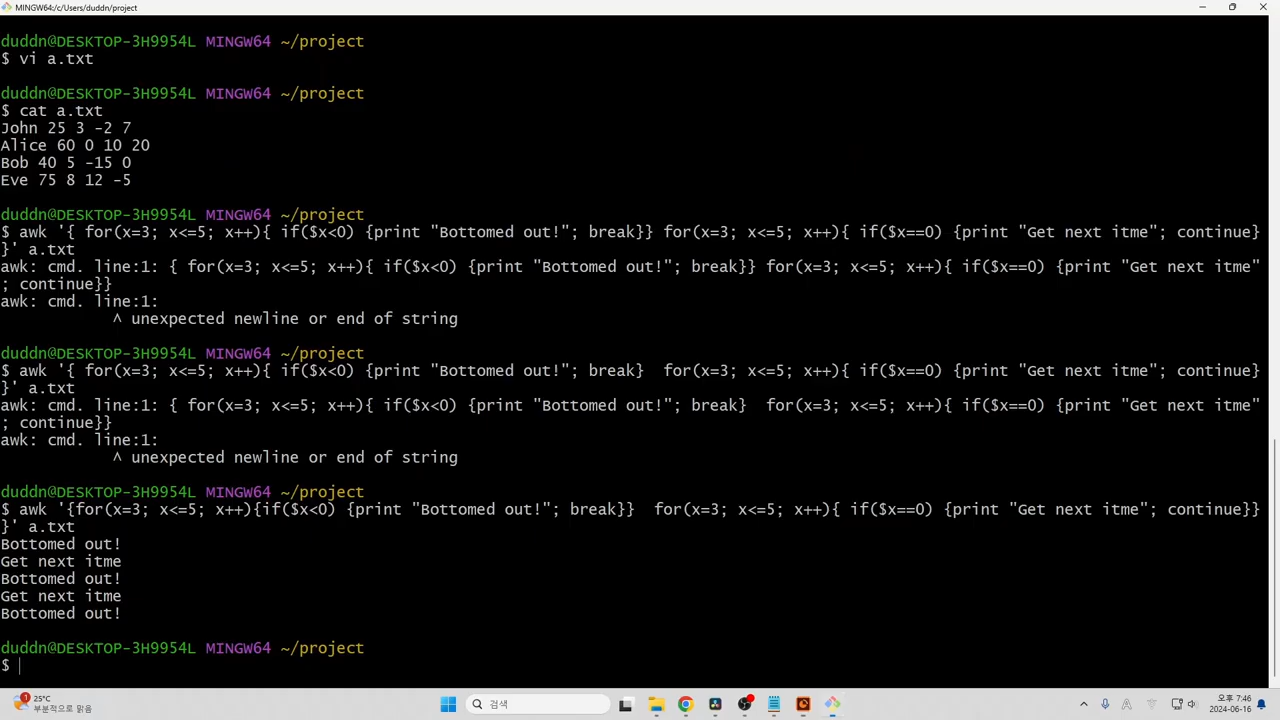 MINGW64:/c/Users/duddn/project
duddn@DESKTOP-3H9954L MINGW64 ~/project
$ vi a.txt
duddn@DESKTOP-3H9954L MINGW64 ~/project
$ cat a.txt
John 25 3 -2 7
Alice 60 0 10 20
Bob 40 5 -15 0
Eve 75 8 12 -5
duddn@DESKTOP-3H9954L MINGW64 ~/project
$ awk '{ for(x=3; x<=5; x++){ if($x<0) {print "Bottomed out!"; break}} for(x=3; x<=5; x++){ if($x==0) {print "Get next itme"; continue}
}' a.txt
awk: cmd. line:1: { for(x=3; x<=5; x++){ if($x<0) {print "Bottomed out!"; break}} for(x=3; x<=5; x++){ if($x==0) {print "Get next itme"
; continue}}
awk: cmd. line:1:
^ unexpected newline or end of string
duddn@DESKTOP-3H9954L MINGW64 ~/project
$ awk '{ for(x=3; x<=5; x++){ if($x<0) {print "Bottomed out!"; break}  for(x=3; x<=5; x++){ if($x==0) {print "Get next itme"; continue}
}' a.txt
awk: cmd. line:1: { for(x=3; x<=5; x++){ if($x<0) {print "Bottomed out!"; break}  for(x=3; x<=5; x++){ if($x==0) {print "Get next itme"
; continue}}
awk: cmd. line:1:
^ unexpected newline or end of string
duddn@DESKTOP-3H9954L MINGW64 ~/project
$ awk '{for(x=3; x<=5; x++){if($x<0) {print "Bottomed out!"; break}}  for(x=3; x<=5; x++){ if($x==0) {print "Get next itme"; continue}}
}' a.txt
Bottomed out!
Get next itme
Bottomed out!
Get next itme
Bottomed out!
duddn@DESKTOP-3H9954L MINGW64 ~/project
$
1
25°C
부분적으로 맑음
검색
A
오후 7:46
2024-06-16